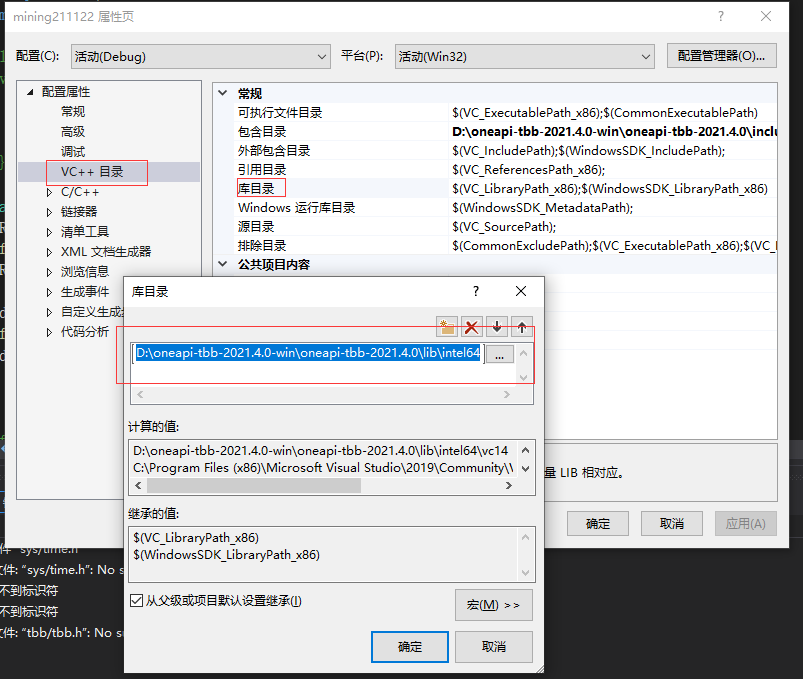 mining211122 属性页
配置(C):
活动(Debug)
平台(P):
活动(Win32)
配置管理器(O)...
配置属性
常规
高级
调试
VC++ 目录
C/C++
链接器
清单工具
XML 文档生成器
浏览信息
生成事件
自定义生成
代码分析
常规
可执行文件目录 $(VC_ExecutablePath_x86);$(CommonExecutablePath)
包含目录 D:\oneapi-tbb-2021.4.0-win\oneapi-tbb-2021.4.0\inclu
外部包含目录 $(VC_IncludePath);$(WindowsSDK_IncludePath);
引用目录 $(VC_ReferencesPath_x86);
库目录 $(VC_LibraryPath_x86);$(WindowsSDK_LibraryPath_x86)
Windows 运行库目录 $(WindowsSDK_MetadataPath);
源目录 $(VC_SourcePath);
排除目录 $(CommonExcludePath);$(VC_ExecutablePath_x86);$(VC_I
公共项目内容
量 LIB 相对应。
确定
取消
应用(A)
库目录
D:\oneapi-tbb-2021.4.0-win\oneapi-tbb-2021.4.0\lib\intel64
...
计算的值:
D:\oneapi-tbb-2021.4.0-win\oneapi-tbb-2021.4.0\lib\intel64\vc14
C:\Program Files (x86)\Microsoft Visual Studio\2019\Community\V
继承的值:
$(VC_LibraryPath_x86)
$(WindowsSDK_LibraryPath_x86)
从父级或项目默认设置继承(I)
宏(M) >>
确定
取消
件 "sys/time.h"
文件: “sys/time.h”: No s
不到标识符
不到标识符
文件: “tbb/tbb.h”: No su